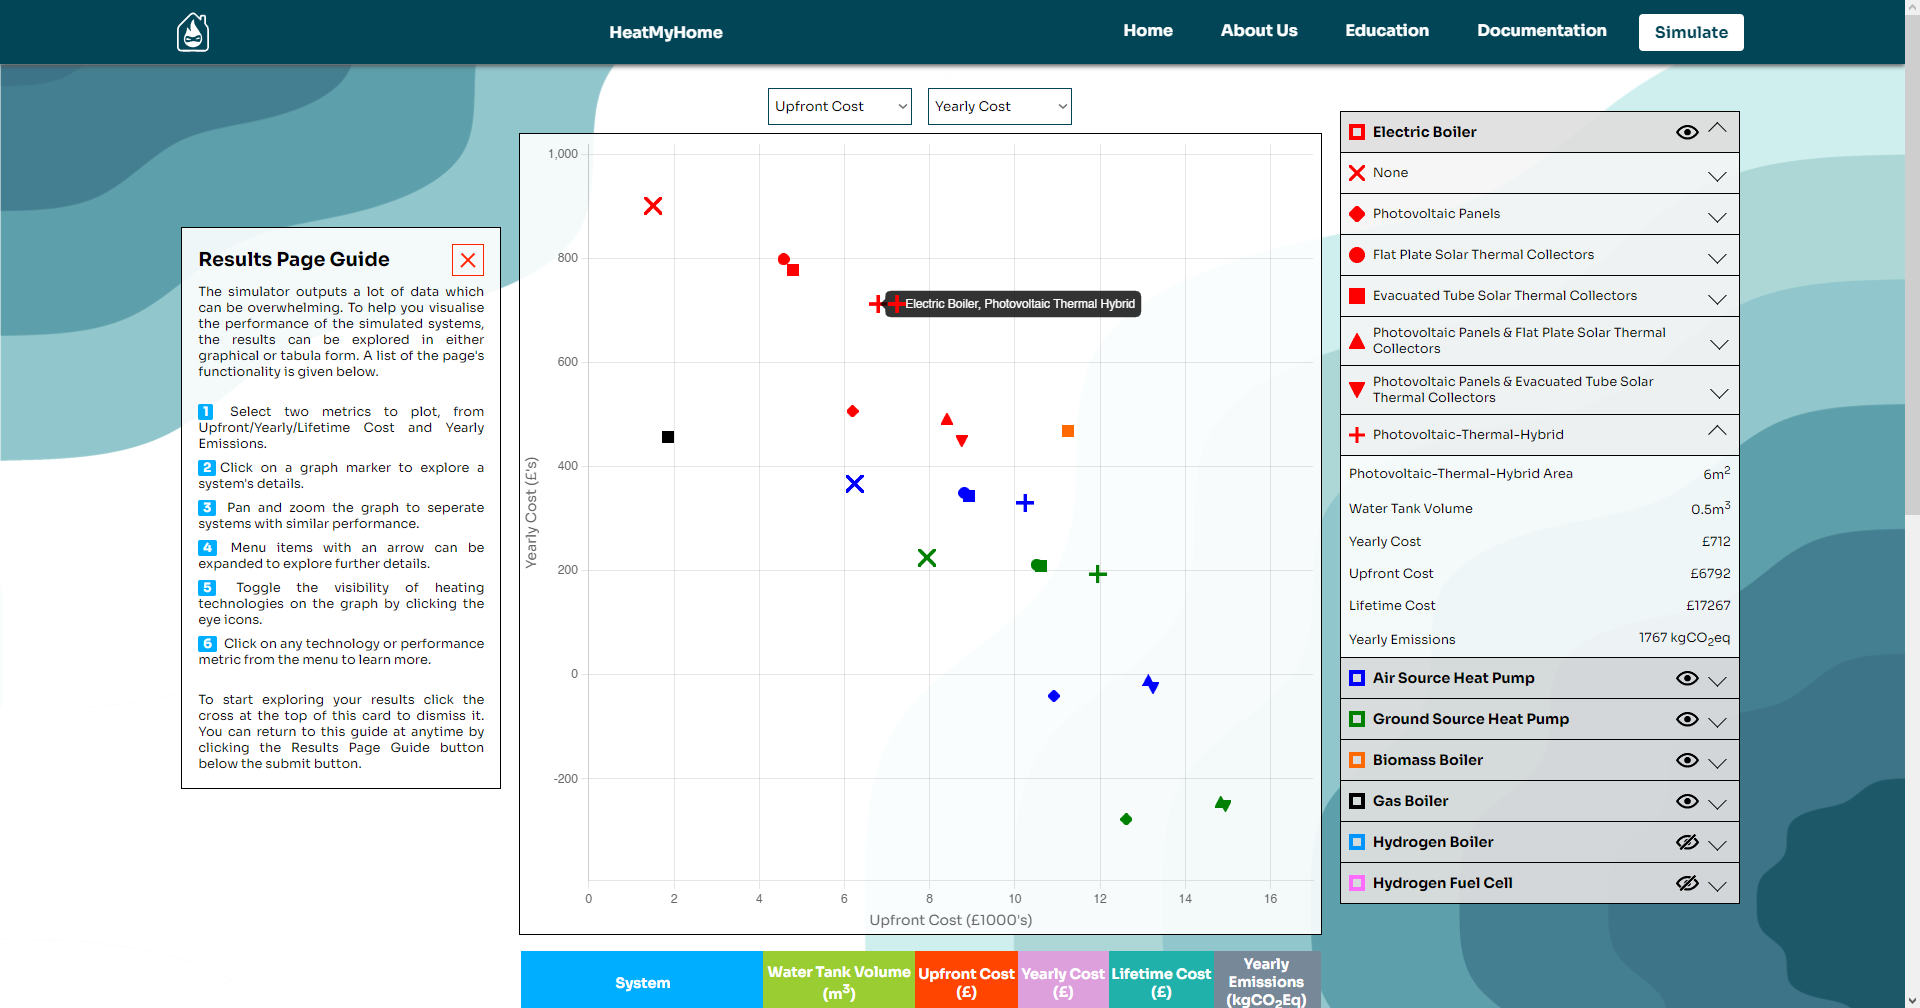 HeatMyHome
Home
About Us
Education
Documentation
Simulate
Upfront Cost
Yearly Cost
Results Page Guide
The simulator outputs a lot of data which
can be overwhelming. To help you visualise
the performance of the simulated systems,
the results can be explored in either
graphical or tabula form. A list of the page's
functionality is given below.
1 Select two metrics to plot, from
Upfront/Yearly/Lifetime Cost and Yearly
Emissions.
2 Click on a graph marker to explore a
system's details.
3 Pan and zoom the graph to seperate
systems with similar performance.
4 Menu items with an arrow can be
expanded to explore further details.
5 Toggle the visibility of heating
technologies on the graph by clicking the
eye icons.
6 Click on any technology or performance
metric from the menu to learn more.
To start exploring your results click the
cross at the top of this card to dismiss it.
You can return to this guide at anytime by
clicking the Results Page Guide button
below the submit button.
1,000
800
600
400
200
0
-200
Yearly Cost (£'s)
Electric Boiler, Photovoltaic Thermal Hybrid
0
2
4
6
8
10
12
14
16
Upfront Cost (£1000's)
Electric Boiler
None
Photovoltaic Panels
Flat Plate Solar Thermal Collectors
Evacuated Tube Solar Thermal Collectors
Photovoltaic Panels & Flat Plate Solar Thermal
Collectors
Photovoltaic Panels & Evacuated Tube Solar
Thermal Collectors
Photovoltaic-Thermal-Hybrid
Photovoltaic-Thermal-Hybrid Area 6m²
Water Tank Volume 0.5m³
Yearly Cost £712
Upfront Cost £6792
Lifetime Cost £17267
Yearly Emissions 1767 kgCO₂eq
Air Source Heat Pump
Ground Source Heat Pump
Biomass Boiler
Gas Boiler
Hydrogen Boiler
Hydrogen Fuel Cell
System
Water Tank Volume
(m³)
Upfront Cost
(£)
Yearly Cost
(£)
Lifetime Cost
(£)
Yearly
Emissions
(kgCO₂Eq)